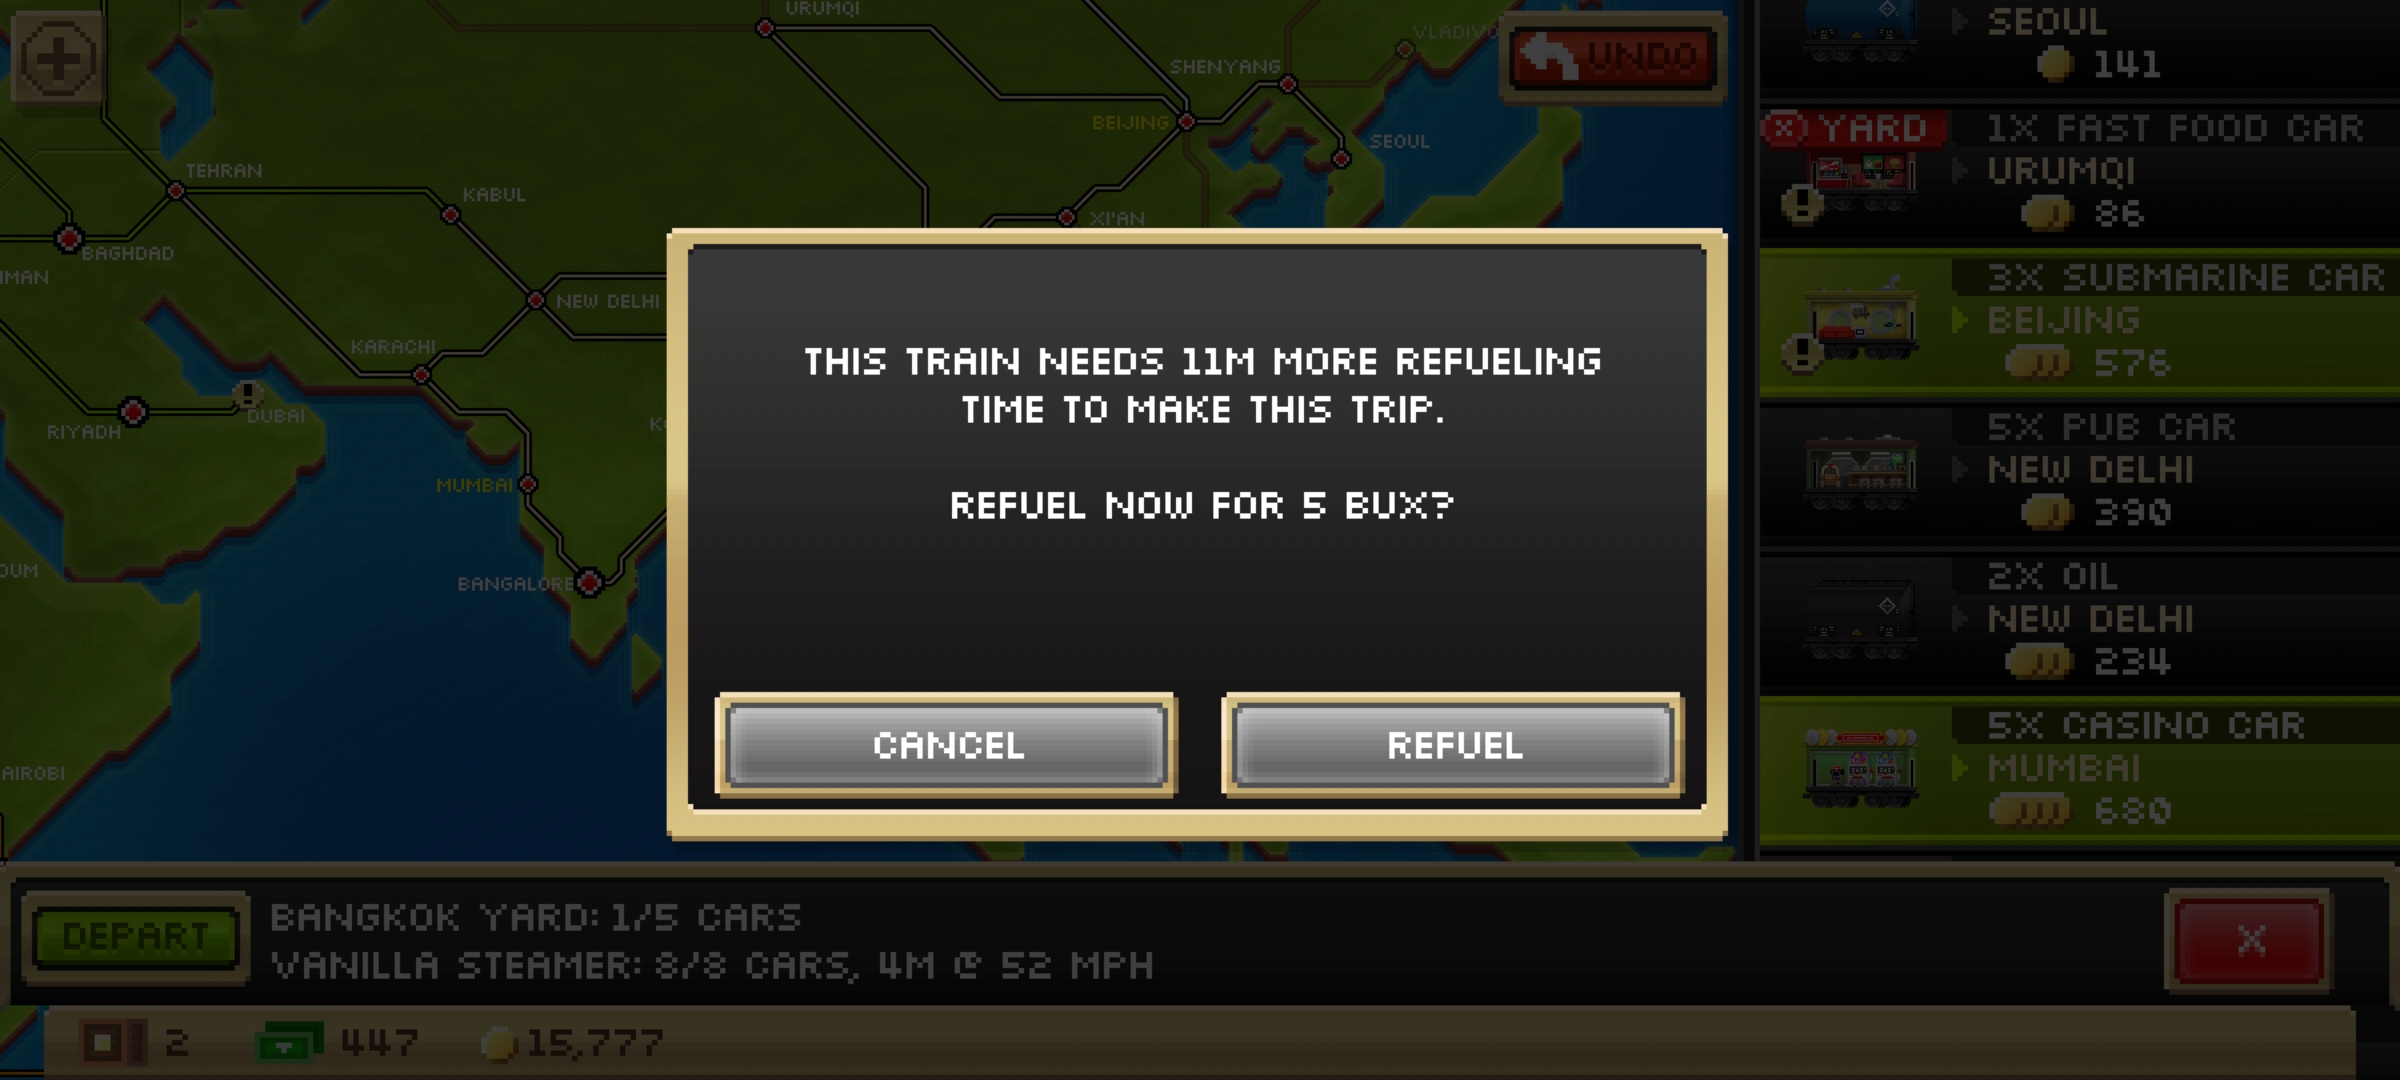 URUMQI
VLADIVO
UNDO
SHENYANG
BEIJING
SEOUL
TEHRAN
KABUL
XI'AN
BAGHDAD
NEW DELHI
KARACHI
DUBAI
RIYADH
MUMBAI
BANGALORE
OUM
AIROBI
THIS TRAIN NEEDS 11M MORE REFUELING
TIME TO MAKE THIS TRIP.
REFUEL NOW FOR 5 BUX?
CANCEL
REFUEL
SEOUL
141
YARD
1X FAST FOOD CAR
URUMQI
86
3X SUBMARINE CAR
BEIJING
576
5X PUB CAR
NEW DELHI
390
2X OIL
NEW DELHI
234
5X CASINO CAR
MUMBAI
680
DEPART
BANGKOK YARD: 1/5 CARS
VANILLA STEAMER: 8/8 CARS, 4M @ 52 MPH
X
2
447
15,777